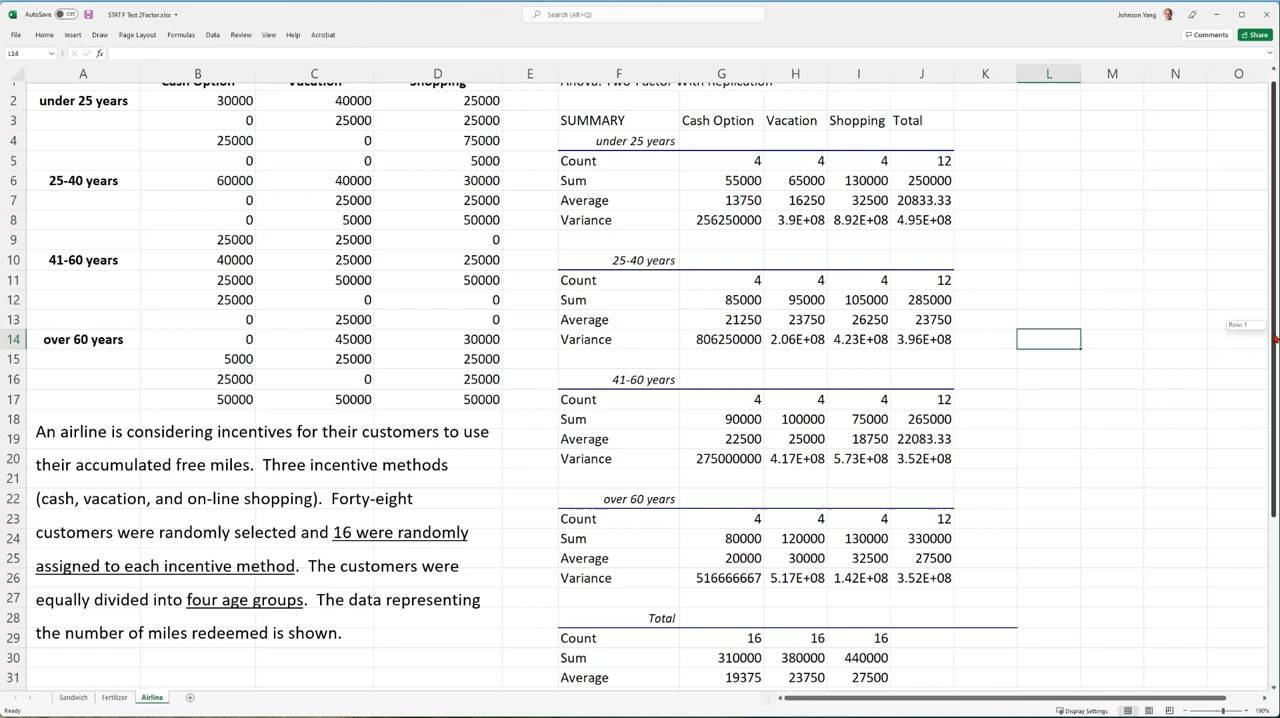 AutoSave Off STAT F Test 2Factor.xlsx Search (Alt+Q) Johnson Yang
File Home Insert Draw Page Layout Formulas Data Review View Help Acrobat Comments Share
L14 fx
A B C D E F G H I J K L M N O
1 Cash Option Vacation Shopping Anova: Two-Factor With Replication
2 under 25 years 30000 40000 25000
3 0 25000 25000 SUMMARY Cash Option Vacation Shopping Total
4 25000 0 75000 under 25 years
5 0 0 5000 Count 4 4 4 12
6 25-40 years 60000 40000 30000 Sum 55000 65000 130000 250000
7 0 25000 25000 Average 13750 16250 32500 20833.33
8 0 5000 50000 Variance 256250000 3.9E+08 8.92E+08 4.95E+08
9 25000 25000 0
10 41-60 years 40000 25000 25000 25-40 years
11 25000 50000 50000 Count 4 4 4 12
12 25000 0 0 Sum 85000 95000 105000 285000
13 0 25000 0 Average 21250 23750 26250 23750
14 over 60 years 0 45000 30000 Variance 806250000 2.06E+08 4.23E+08 3.96E+08
Row: 1
15 5000 25000 25000
16 25000 0 25000 41-60 years
17 50000 50000 50000 Count 4 4 4 12
18 Sum 90000 100000 75000 265000
19 Average 22500 25000 18750 22083.33
20 Variance 275000000 4.17E+08 5.73E+08 3.52E+08
21
22 over 60 years
23 Count 4 4 4 12
24 Sum 80000 120000 130000 330000
25 Average 20000 30000 32500 27500
26 Variance 516666667 5.17E+08 1.42E+08 3.52E+08
27
28 Total
29 Count 16 16 16
30 Sum 310000 380000 440000
31 Average 19375 23750 27500
An airline is considering incentives for their customers to use
their accumulated free miles. Three incentive methods
(cash, vacation, and on-line shopping). Forty-eight
customers were randomly selected and 16 were randomly
assigned to each incentive method. The customers were
equally divided into four age groups. The data representing
the number of miles redeemed is shown.
Sandwich Fertilizer Airline
Ready Display Settings 190%